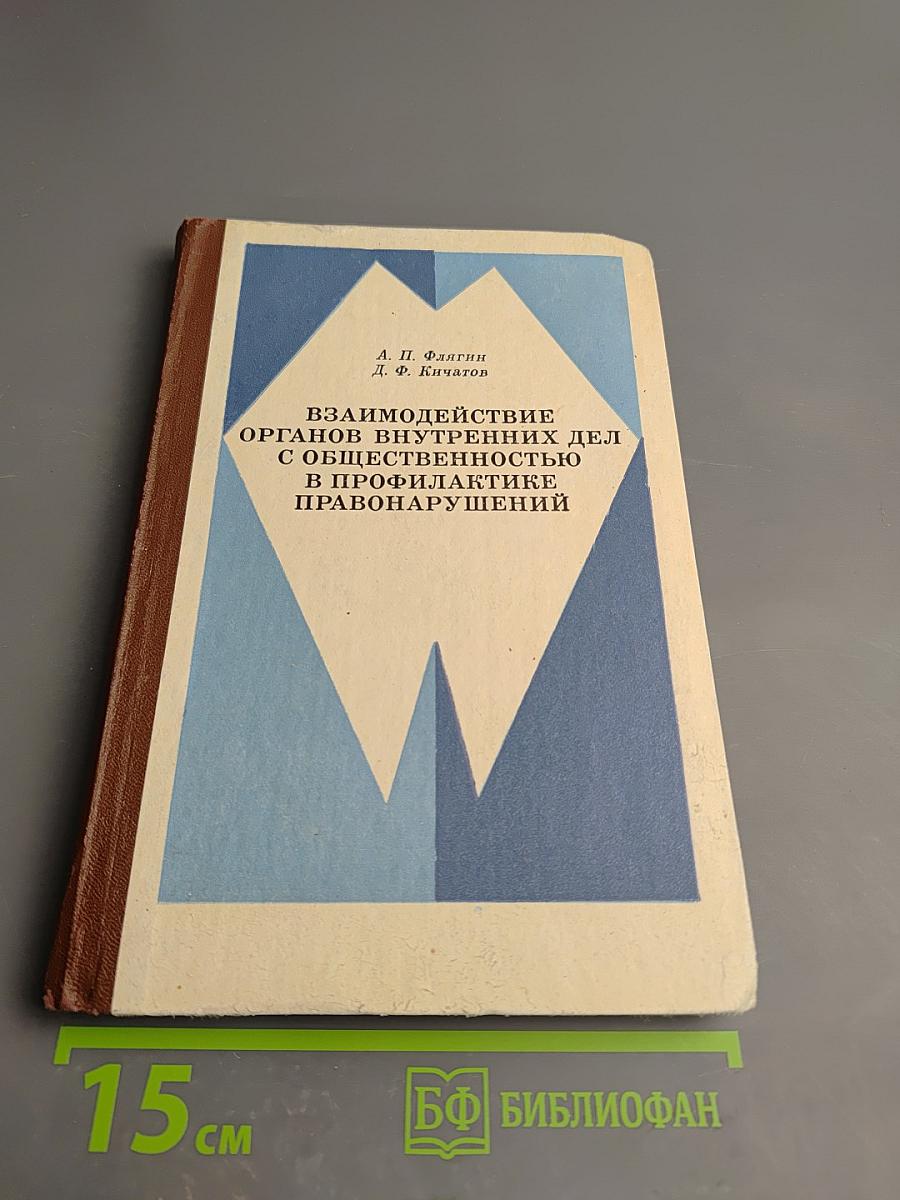 А. П. Флягин
Д. Ф. Кичатов
ВЗАИМОДЕЙСТВИЕ
ОРГАНОВ ВНУТРЕННИХ ДЕЛ
С ОБЩЕСТВЕННОСТЬЮ
В ПРОФИЛАКТИКЕ
ПРАВОНАРУШЕНИЙ
15 см
БФ БИБЛИОФАН